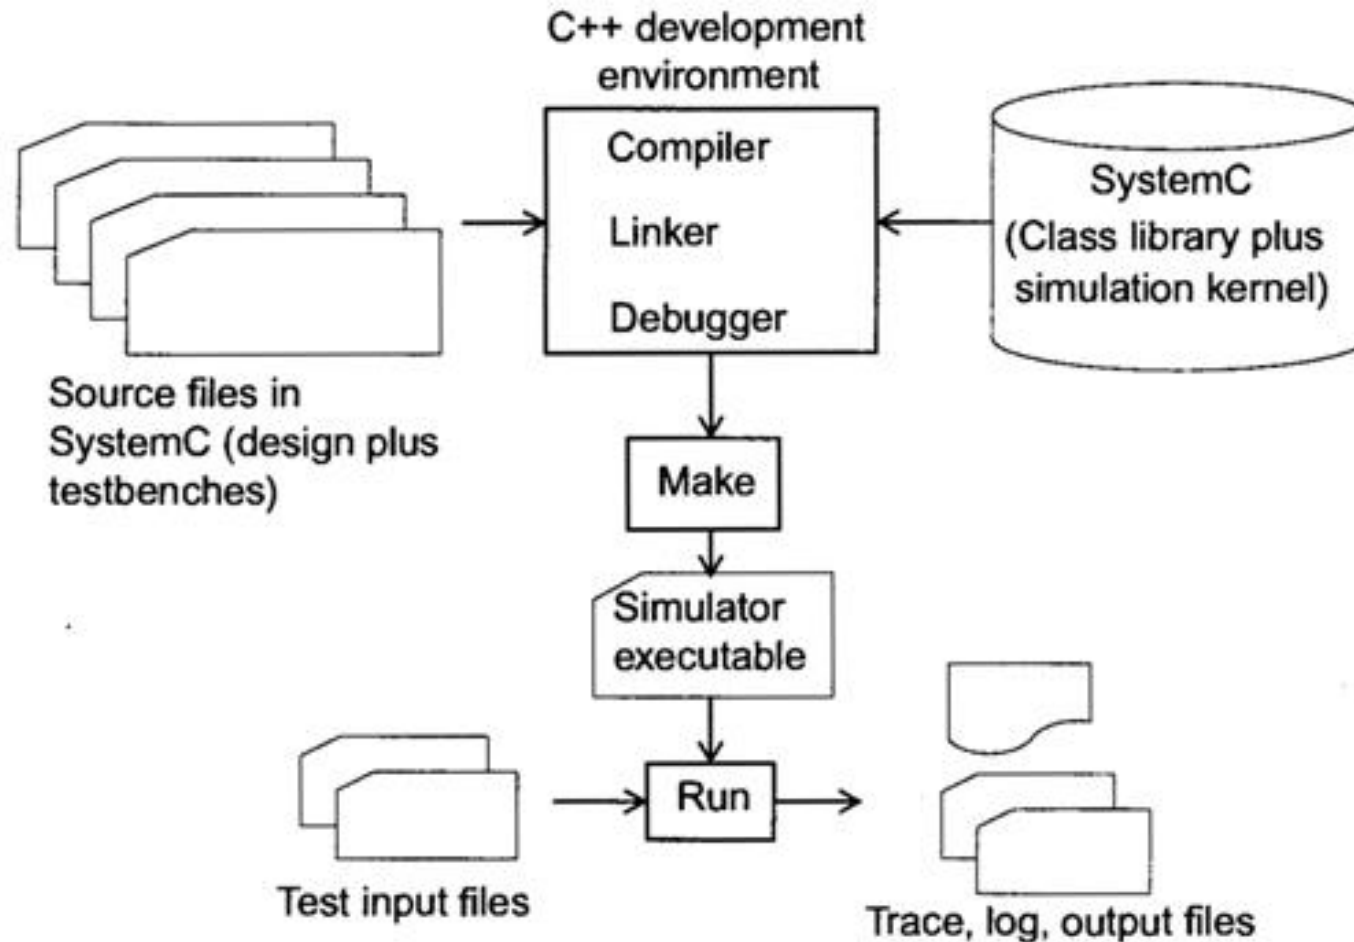 C++ development
environment
Compiler
Linker
Debugger
SystemC
(Class library plus
simulation kernel)
Source files in
SystemC (design plus
testbenches)
Make
Simulator
executable
Run
Test input files
Trace, log, output files